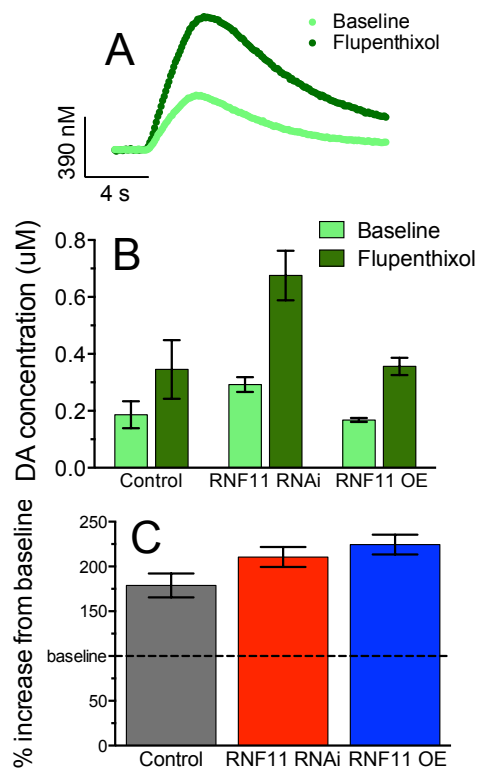 A
Baseline
Flupenthixol
390 nM
4 s
B
Baseline
Flupenthixol
DA concentration (uM)
0.8
0.6
0.4
0.2
0.0
Control
RNF11 RNAi
RNF11 OE
C
% increase from baseline
250
200
150
baseline
50
0
Control
RNF11 RNAi
RNF11 OE